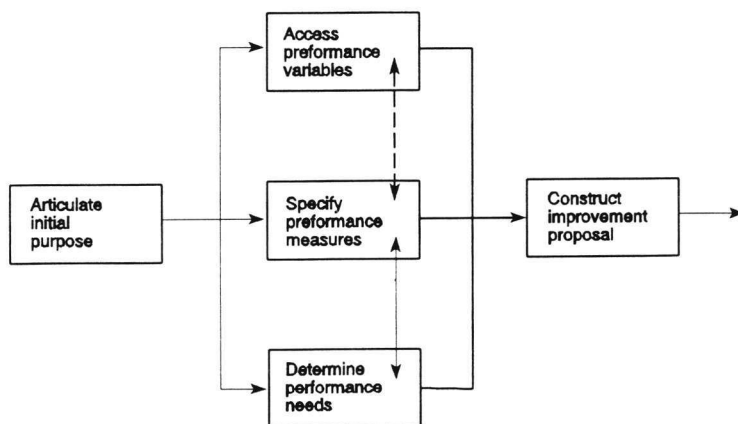 Access
preformance
variables
Articulate
initial
purpose
Specify
preformance
measures
Construct
improvement
proposal
Determine
performance
needs